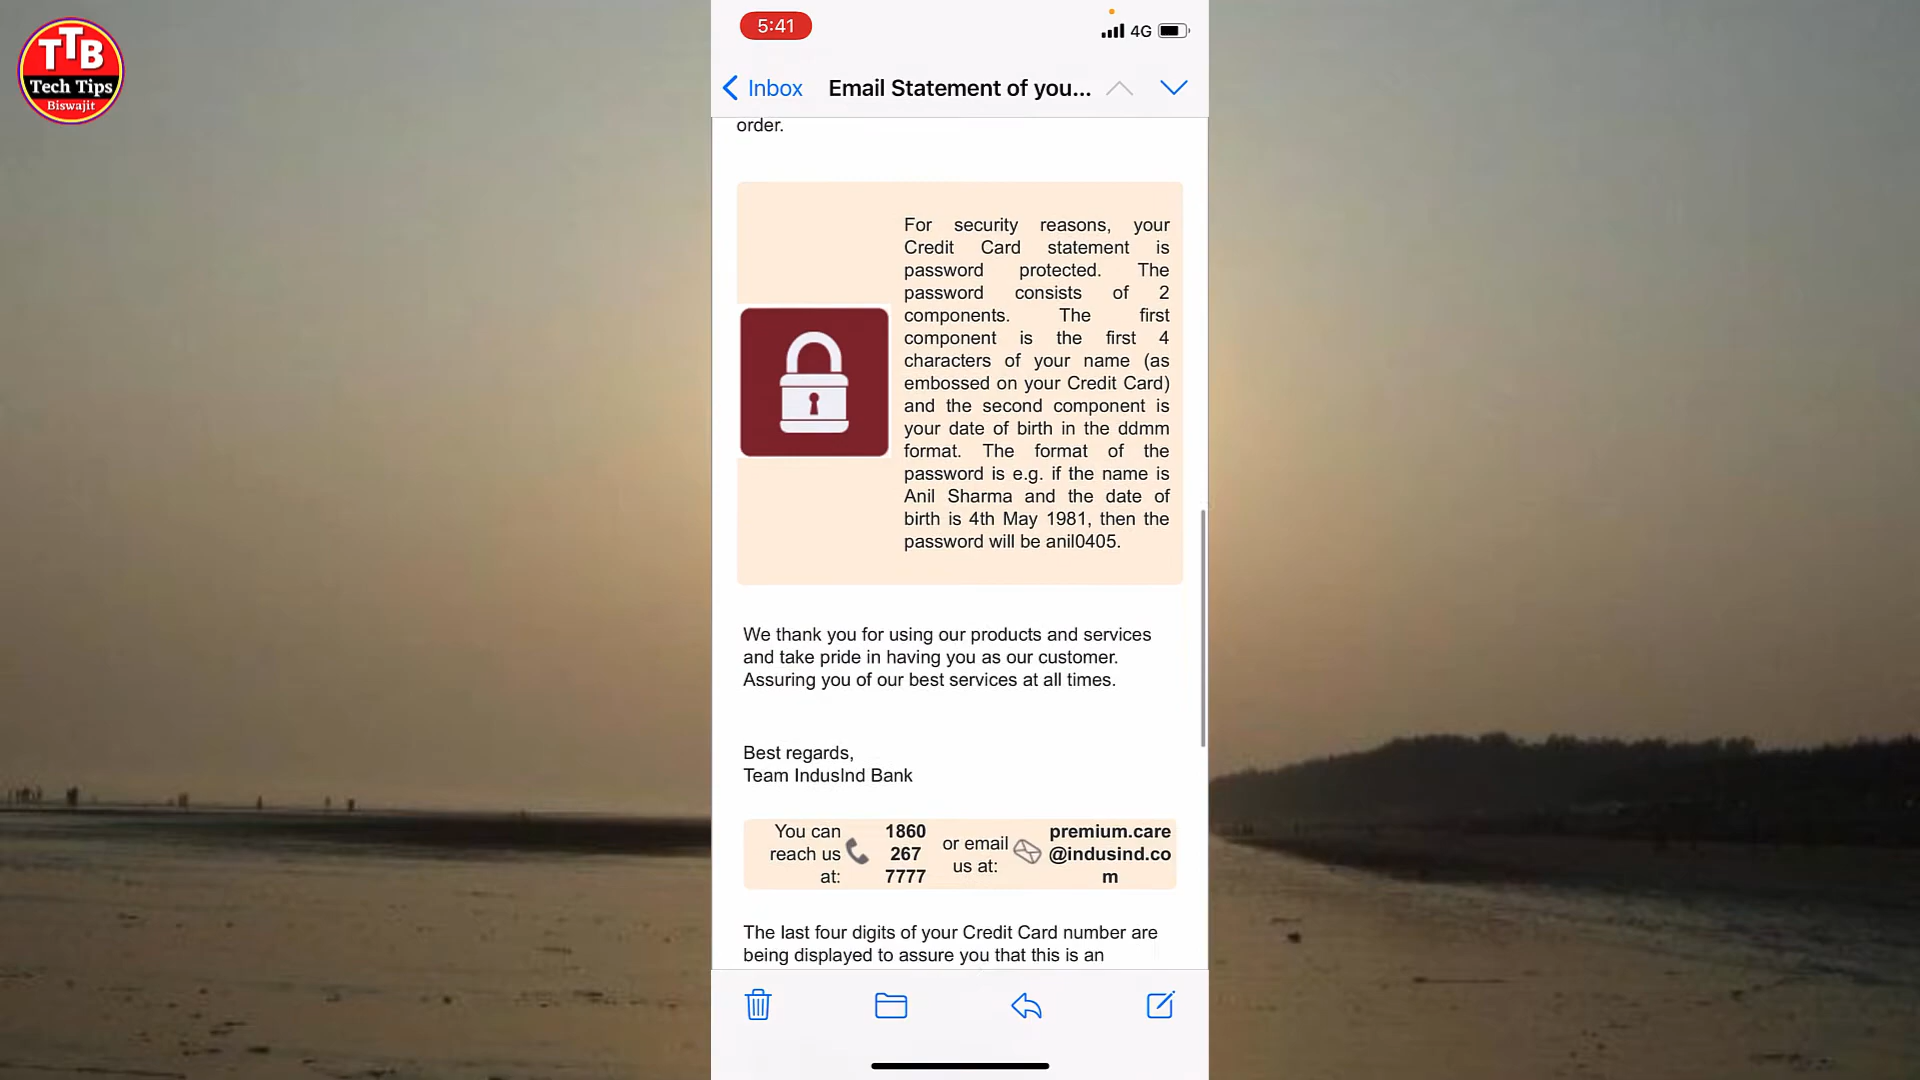 TTB
Tech Tips
Biswajit
5:41
4G
Inbox
Email Statement of you...
order.
For security reasons, your
Credit Card statement is
password protected. The
password consists of 2
components. The first
component is the first 4
characters of your name (as
embossed on your Credit Card)
and the second component is
your date of birth in the ddmm
format. The format of the
password is e.g. if the name is
Anil Sharma and the date of
birth is 4th May 1981, then the
password will be anil0405.
We thank you for using our products and services
and take pride in having you as our customer.
Assuring you of our best services at all times.
Best regards,
Team IndusInd Bank
You can
reach us
at:
1860
267
7777
or email
us at:
premium.care
@indusind.co
m
The last four digits of your Credit Card number are
being displayed to assure you that this is an